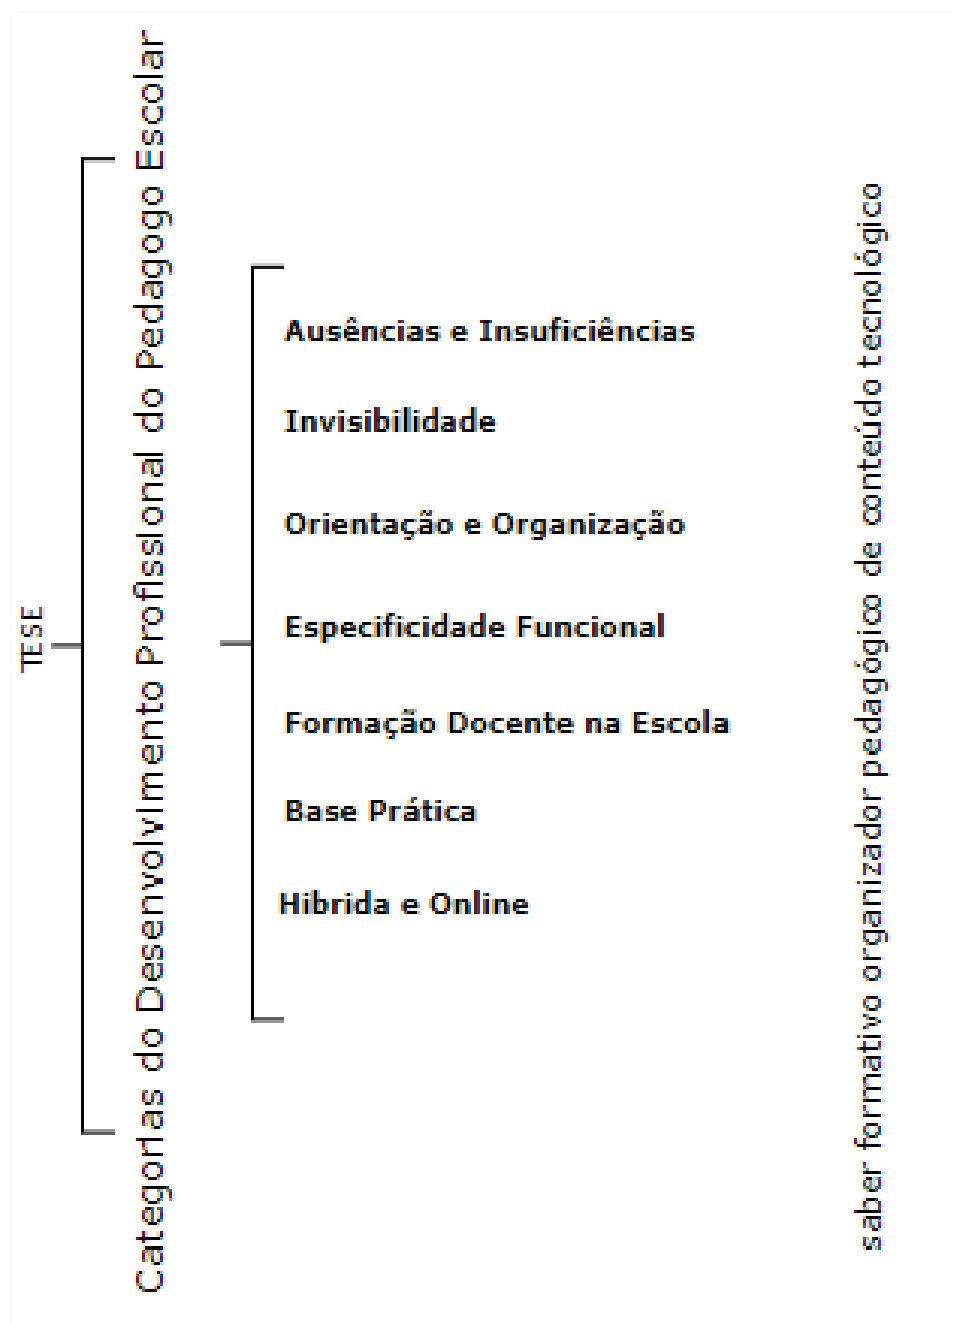 TESE
Categorias do Desenvolvimento Profissional do Pedagogo Escolar
Ausências e Insuficiências
Invisibilidade
Orientação e Organização
Especificidade Funcional
Formação Docente na Escola
Base Prática
Hibrida e Online
saber formativo organizador pedagógico de conteúdo tecnológico